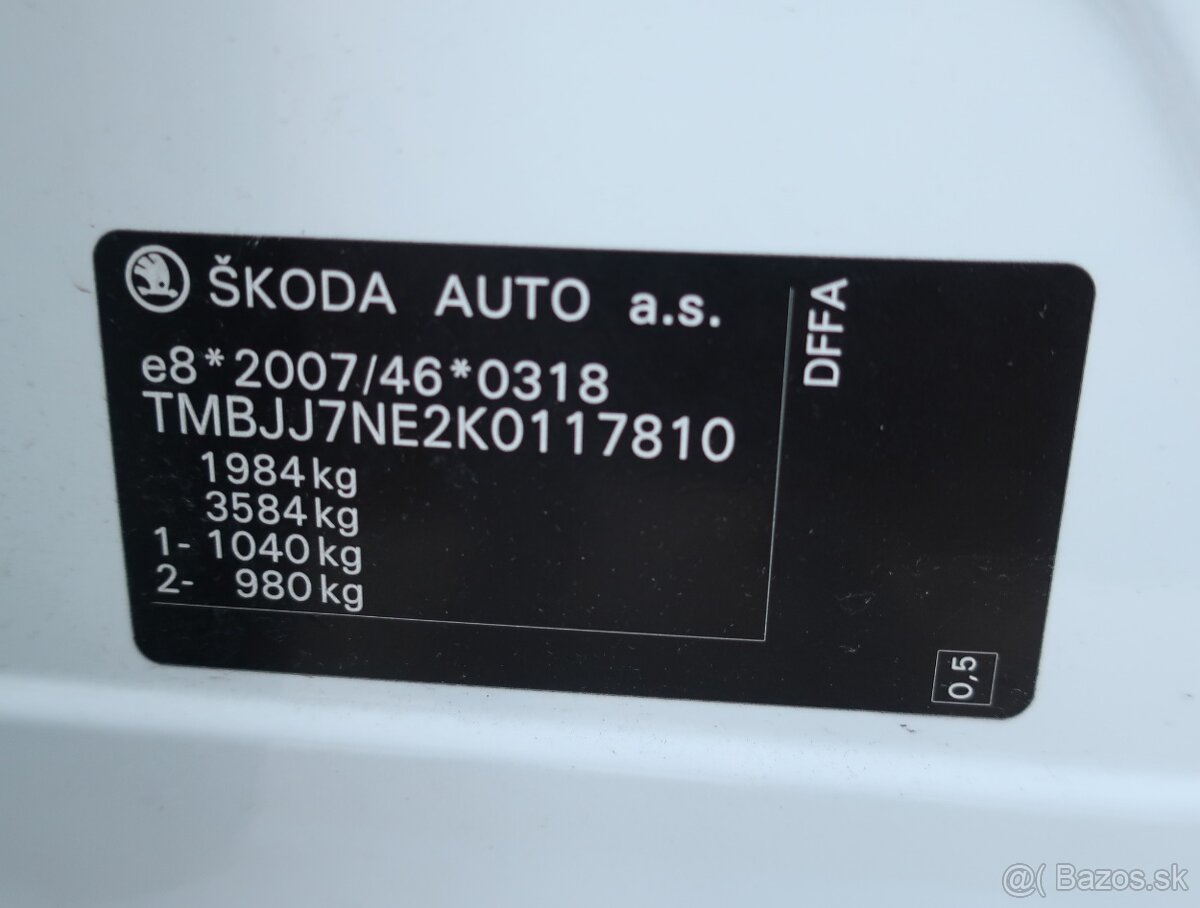 ŠKODA AUTO a.s.
e8*2007/46*0318
TMBJJ7NE2K0117810
1984kg
3584kg
1- 1040kg
2- 980kg
DFFA
0,5
@( Bazos.sk